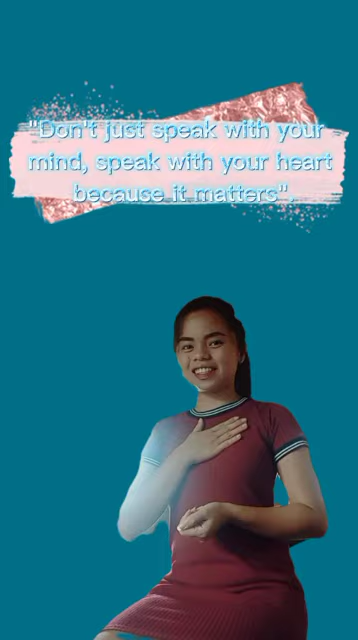 "Don't just speak with your
mind, speak with your heart
because it matters".